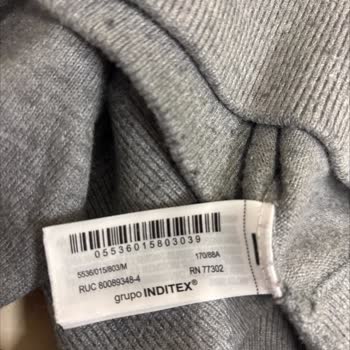 05536015803039
5536/015/803/M 170/88A
RUC 80089348-4 RN 77302
grupo INDITEX®